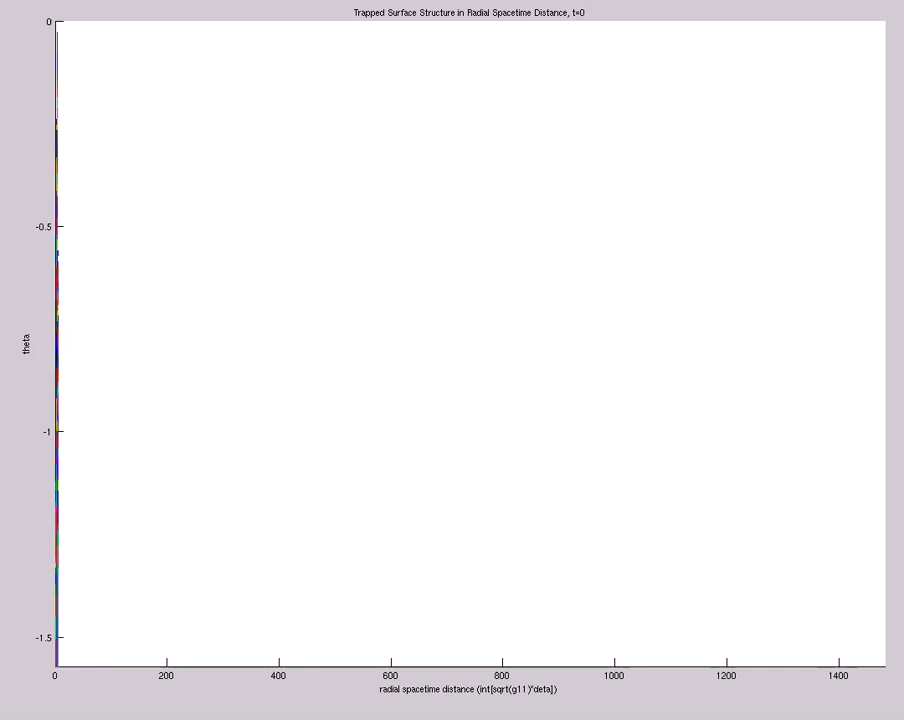 Trapped Surface Structure in Radial Spacetime Distance, t=0
0
-0.5
theta
-1
-1.5
0 200 400 600 800 1000 1200 1400
radial spacetime distance (int[sqrt(g11)*deta])